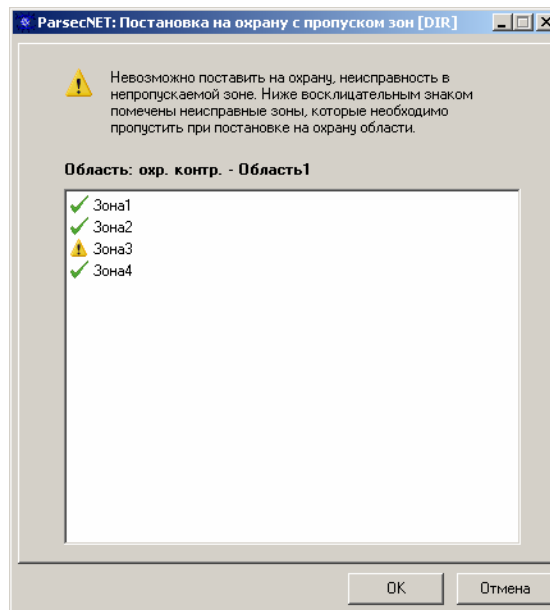 ParsecNET: Постановка на охрану с пропуском зон [DIR]
Невозможно поставить на охрану, неисправность в
непропускаемой зоне. Ниже восклицательным знаком
помечены неисправные зоны, которые необходимо
пропустить при постановке на охрану области.
Область: охр. контр. - Область1
Зона1
Зона2
Зона3
Зона4
OK
Отмена